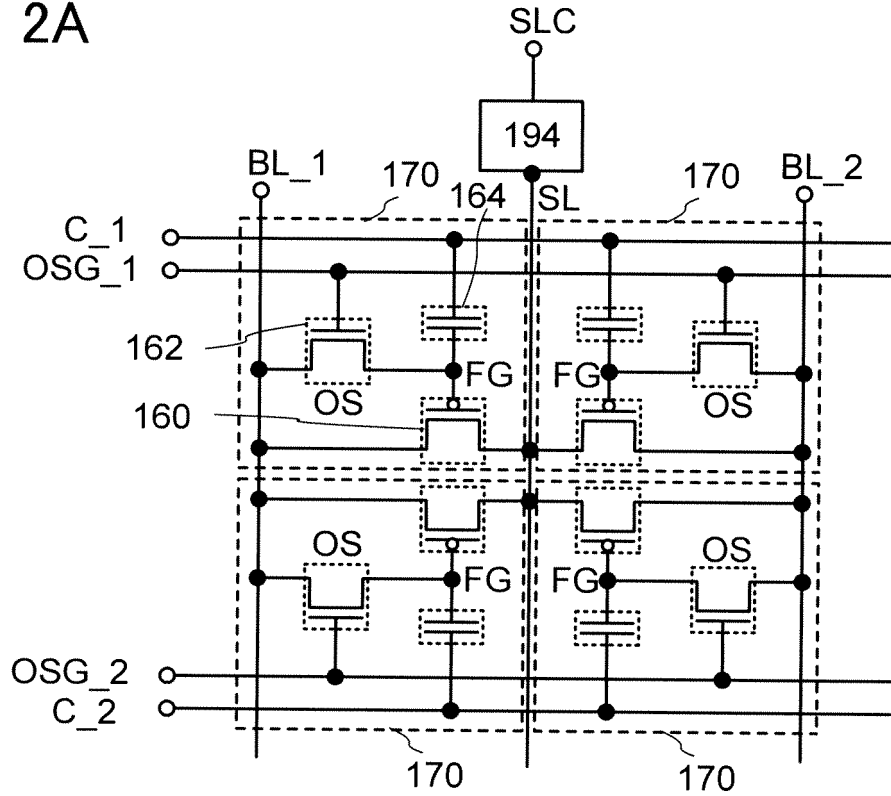 2A
SLC
194
BL_1
170
164
SL
170
BL_2
C_1
OSG_1
162
FG
FG
OS
OS
160
OS
OS
FG
FG
OSG_2
C_2
170
170